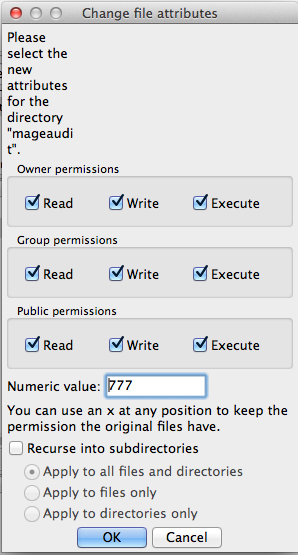 Change file attributes
Please
select the
new
attributes
for the
directory
"mageaudi
t".
Owner permissions
Read Write Execute
Group permissions
Read Write Execute
Public permissions
Read Write Execute
Numeric value: 777
You can use an x at any position to keep the
permission the original files have.
Recurse into subdirectories
Apply to all files and directories
Apply to files only
Apply to directories only
OK Cancel